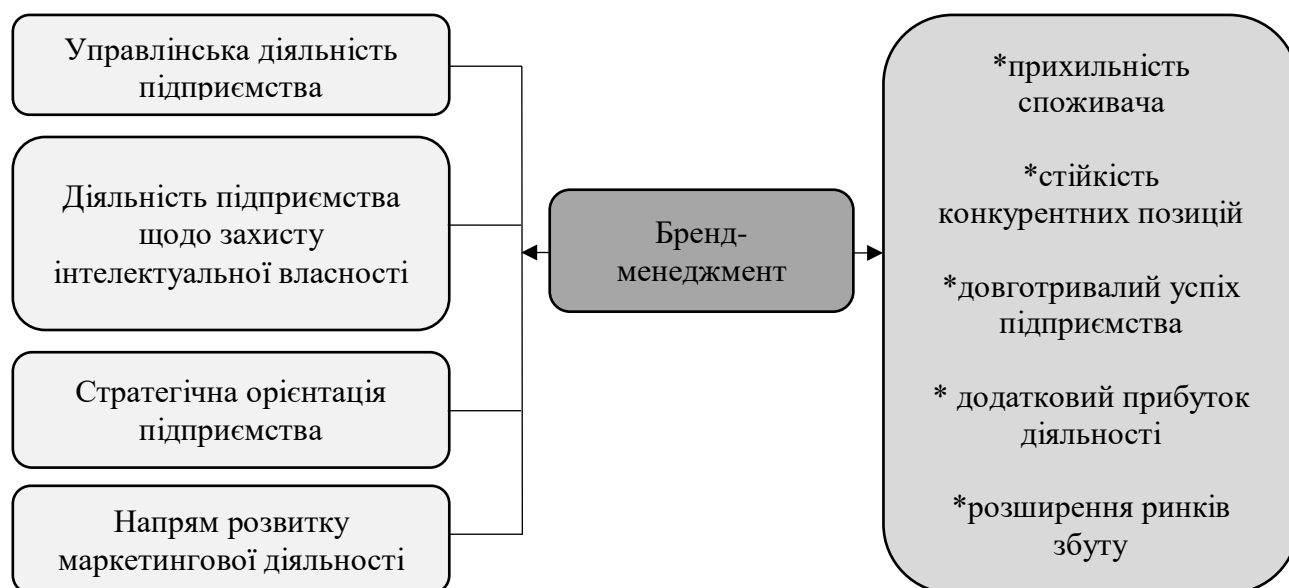 Управлінська діяльність
підприємства
Діяльність підприємства
щодо захисту
інтелектуальної власності
Стратегічна орієнтація
підприємства
Напрям розвитку
маркетингової діяльності
Бренд-
менеджмент
*прихильність
споживача
*стійкість
конкурентних позицій
*довготривалий успіх
підприємства
* додатковий прибуток
діяльності
*розширення ринків
збуту